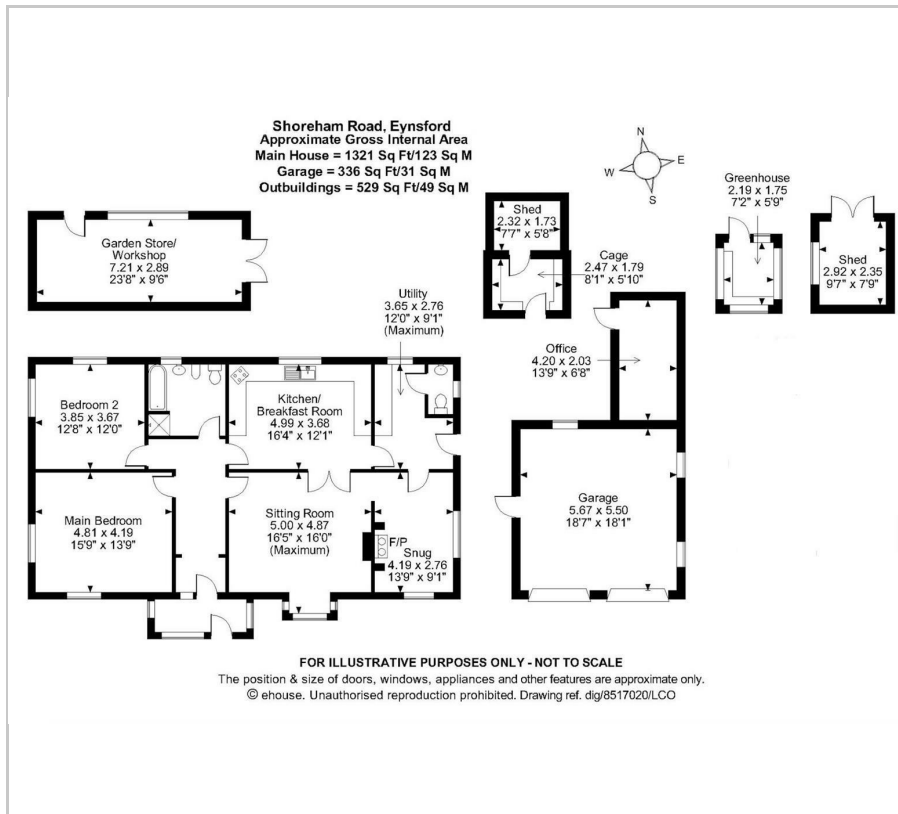 Shoreham Road, Eynsford
Approximate Gross Internal Area
Main House = 1321 Sq Ft/123 Sq M
Garage = 336 Sq Ft/31 Sq M
Outbuildings = 529 Sq Ft/49 Sq M
N
W
E
S
Garden Store/
Workshop
7.21 x 2.89
23'8" x 9'6"
Shed
2.32 x 1.73
7'7" x 5'8"
Cage
2.47 x 1.79
8'1" x 5'10"
Greenhouse
2.19 x 1.75
7'2" x 5'9"
Shed
2.92 x 2.35
9'7" x 7'9"
Utility
3.65 x 2.76
12'0" x 9'1"
(Maximum)
Office
4.20 x 2.03
13'9" x 6'8"
Bedroom 2
3.85 x 3.67
12'8" x 12'0"
Kitchen/
Breakfast Room
4.99 x 3.68
16'4" x 12'1"
Main Bedroom
4.81 x 4.19
15'9" x 13'9"
Sitting Room
5.00 x 4.87
16'5" x 16'0"
(Maximum)
F/P
Snug
4.19 x 2.76
13'9" x 9'1"
Garage
5.67 x 5.50
18'7" x 18'1"
FOR ILLUSTRATIVE PURPOSES ONLY - NOT TO SCALE
The position & size of doors, windows, appliances and other features are approximate only.
© ehouse. Unauthorised reproduction prohibited. Drawing ref. dig/8517020/LCO